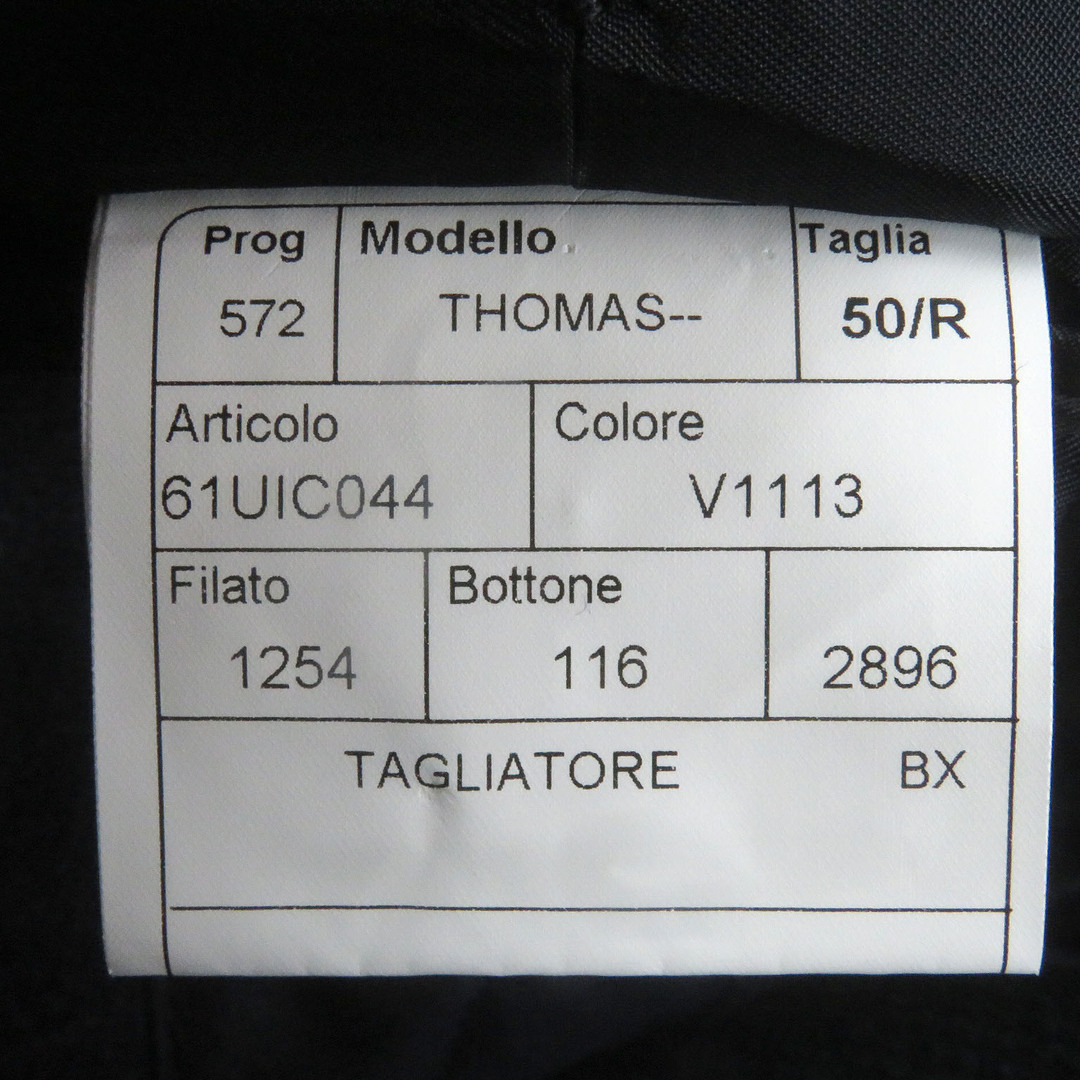 Prog Modello Taglia
572 THOMAS-- 50/R
Articolo Colore
61UIC044 V1113
Filato Bottone
1254 116 2896
TAGLIATORE BX